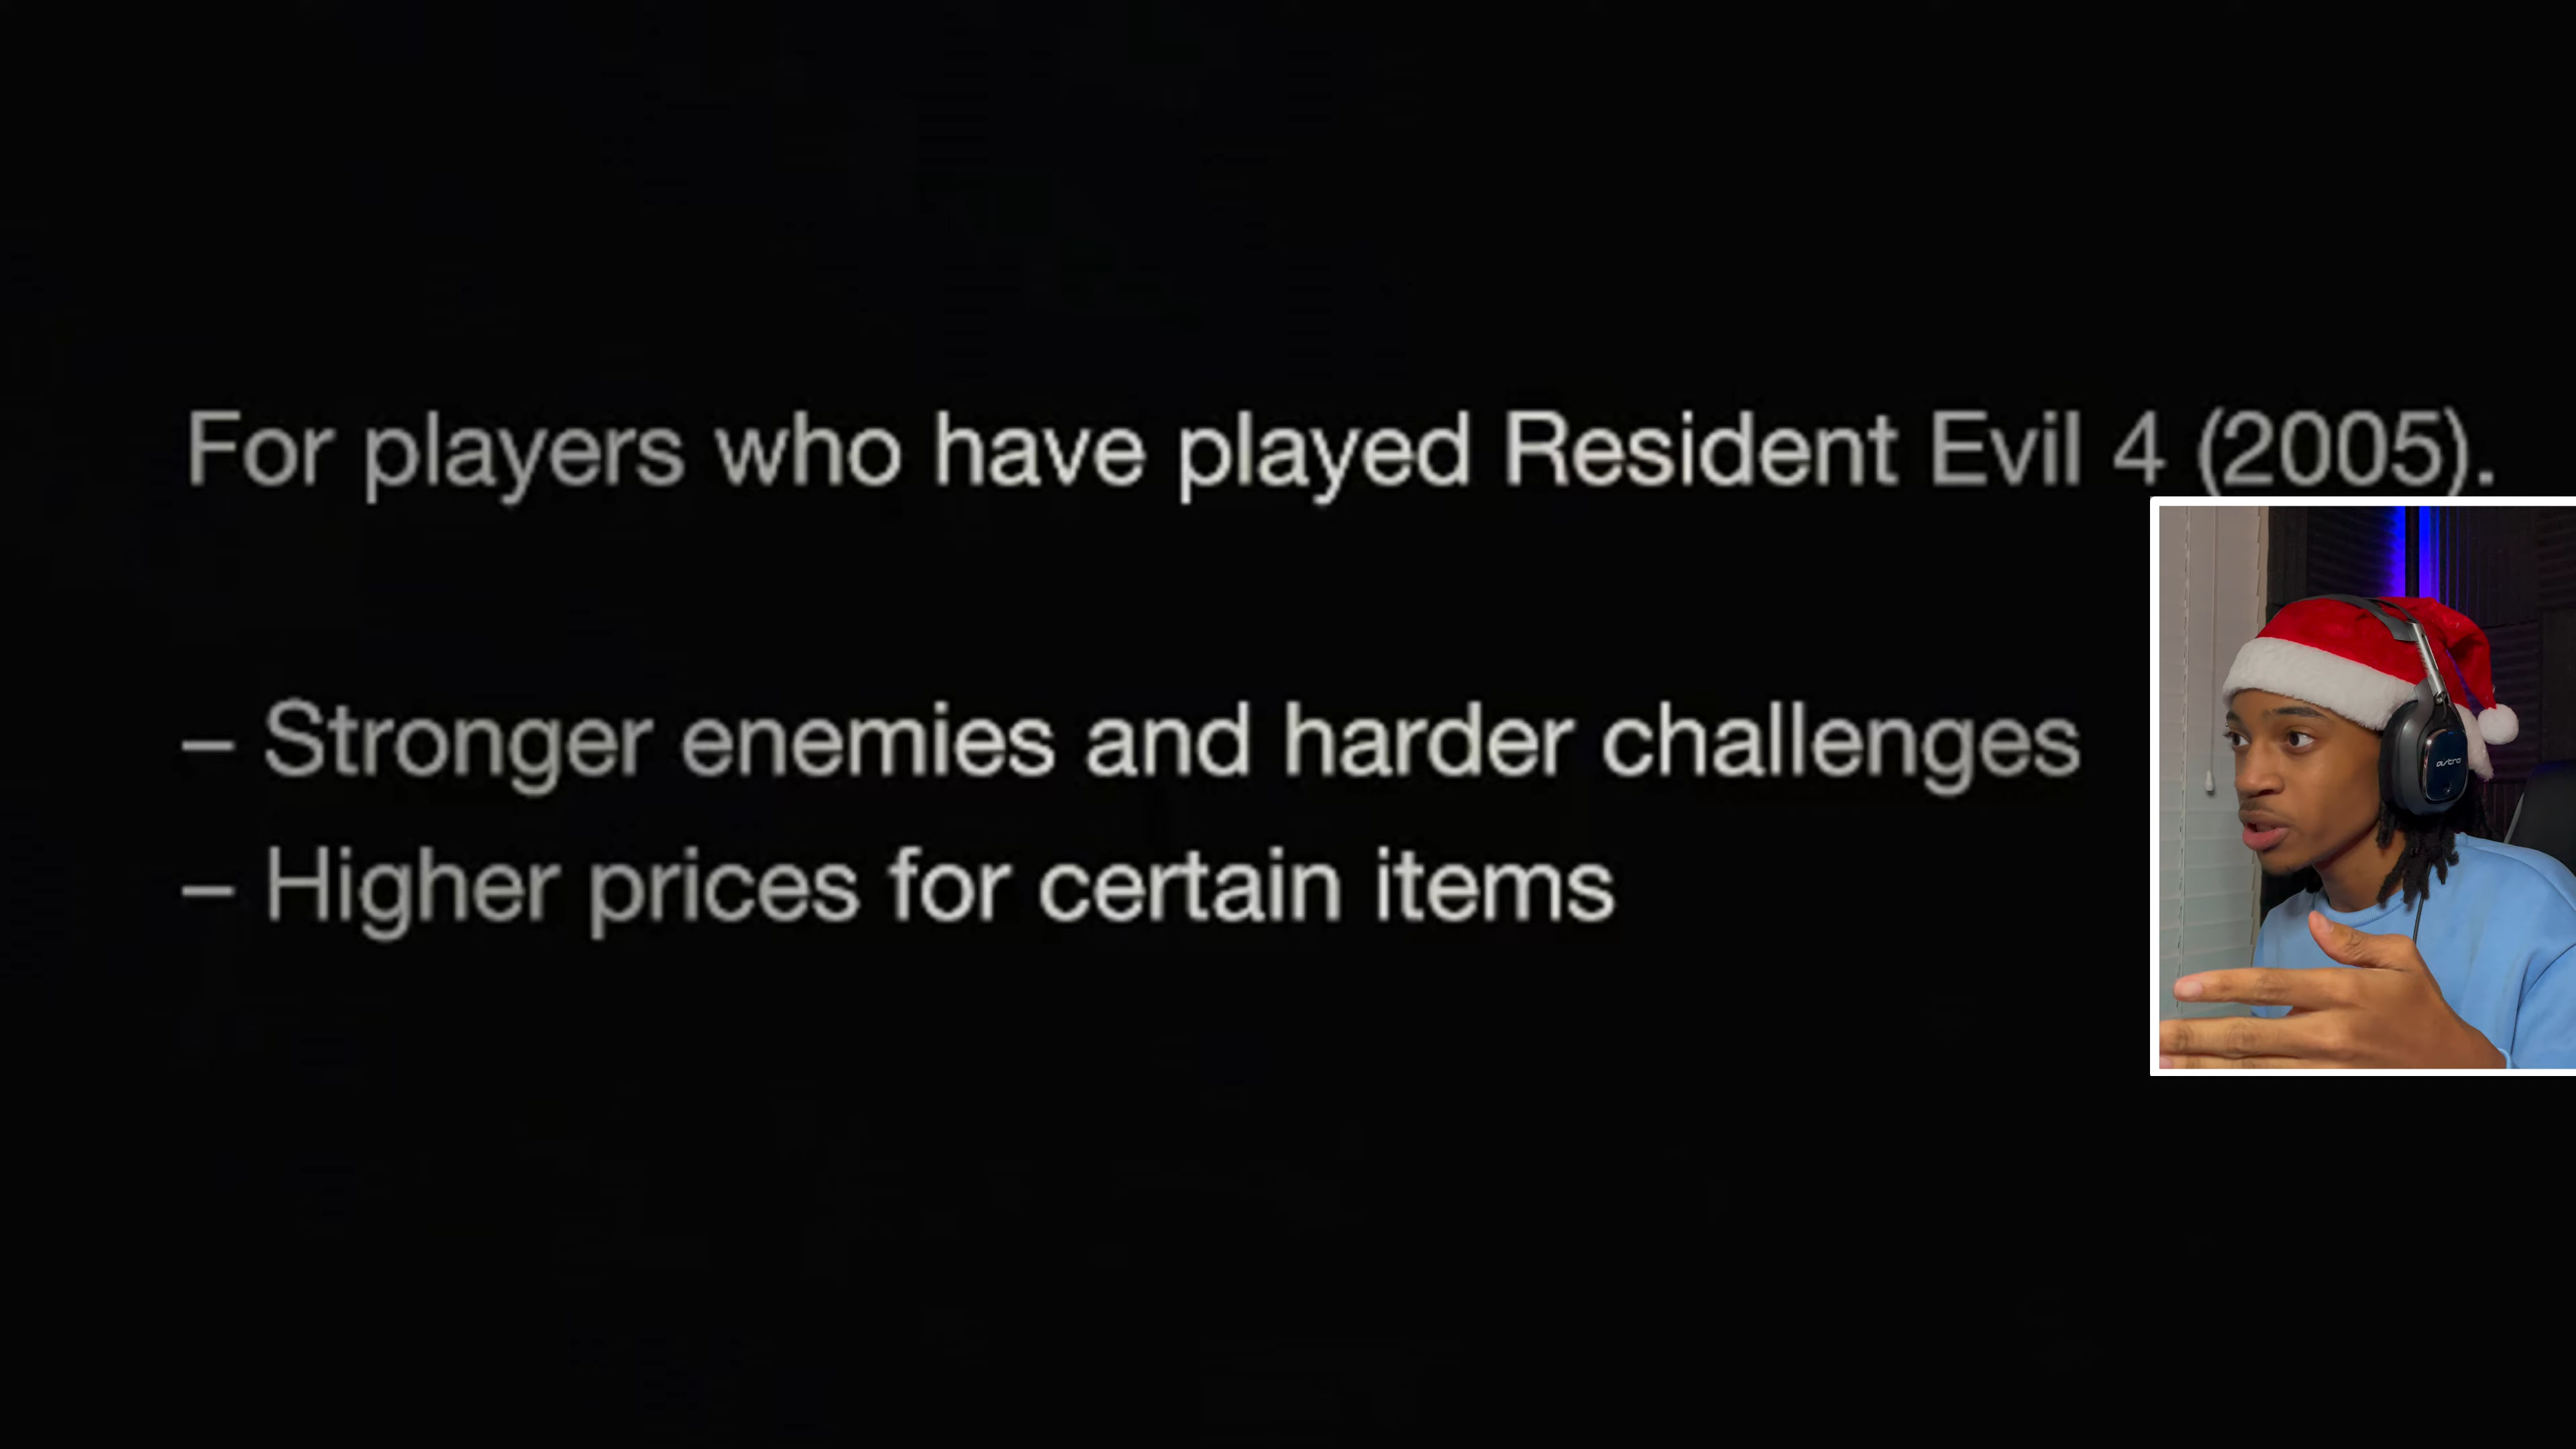 For players who have played Resident Evil 4 (2005).
– Stronger enemies and harder challenges
– Higher prices for certain items
astro